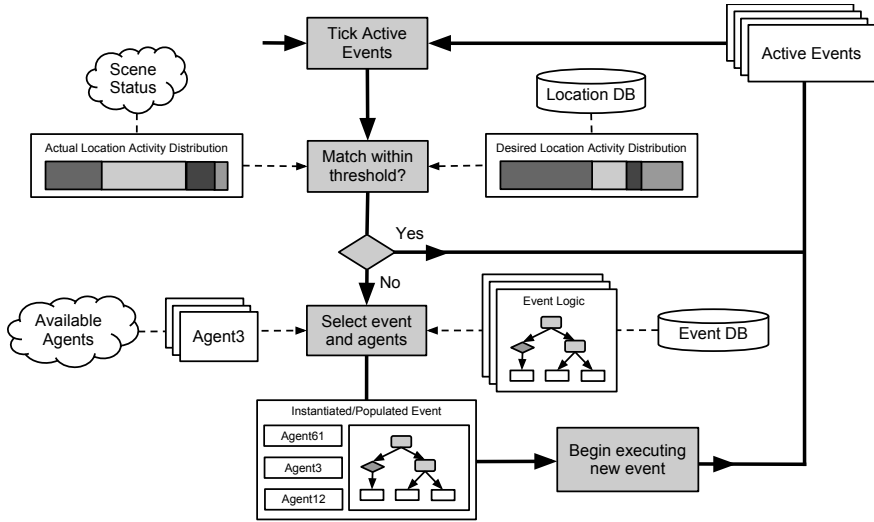 Tick Active
Events
Active Events
Scene
Status
Location DB
Actual Location Activity Distribution
Match within
threshold?
Desired Location Activity Distribution
Yes
No
Available
Agents
Agent3
Select event
and agents
Event Logic
Event DB
Instantiated/Populated Event
Agent61
Agent3
Agent12
Begin executing
new event